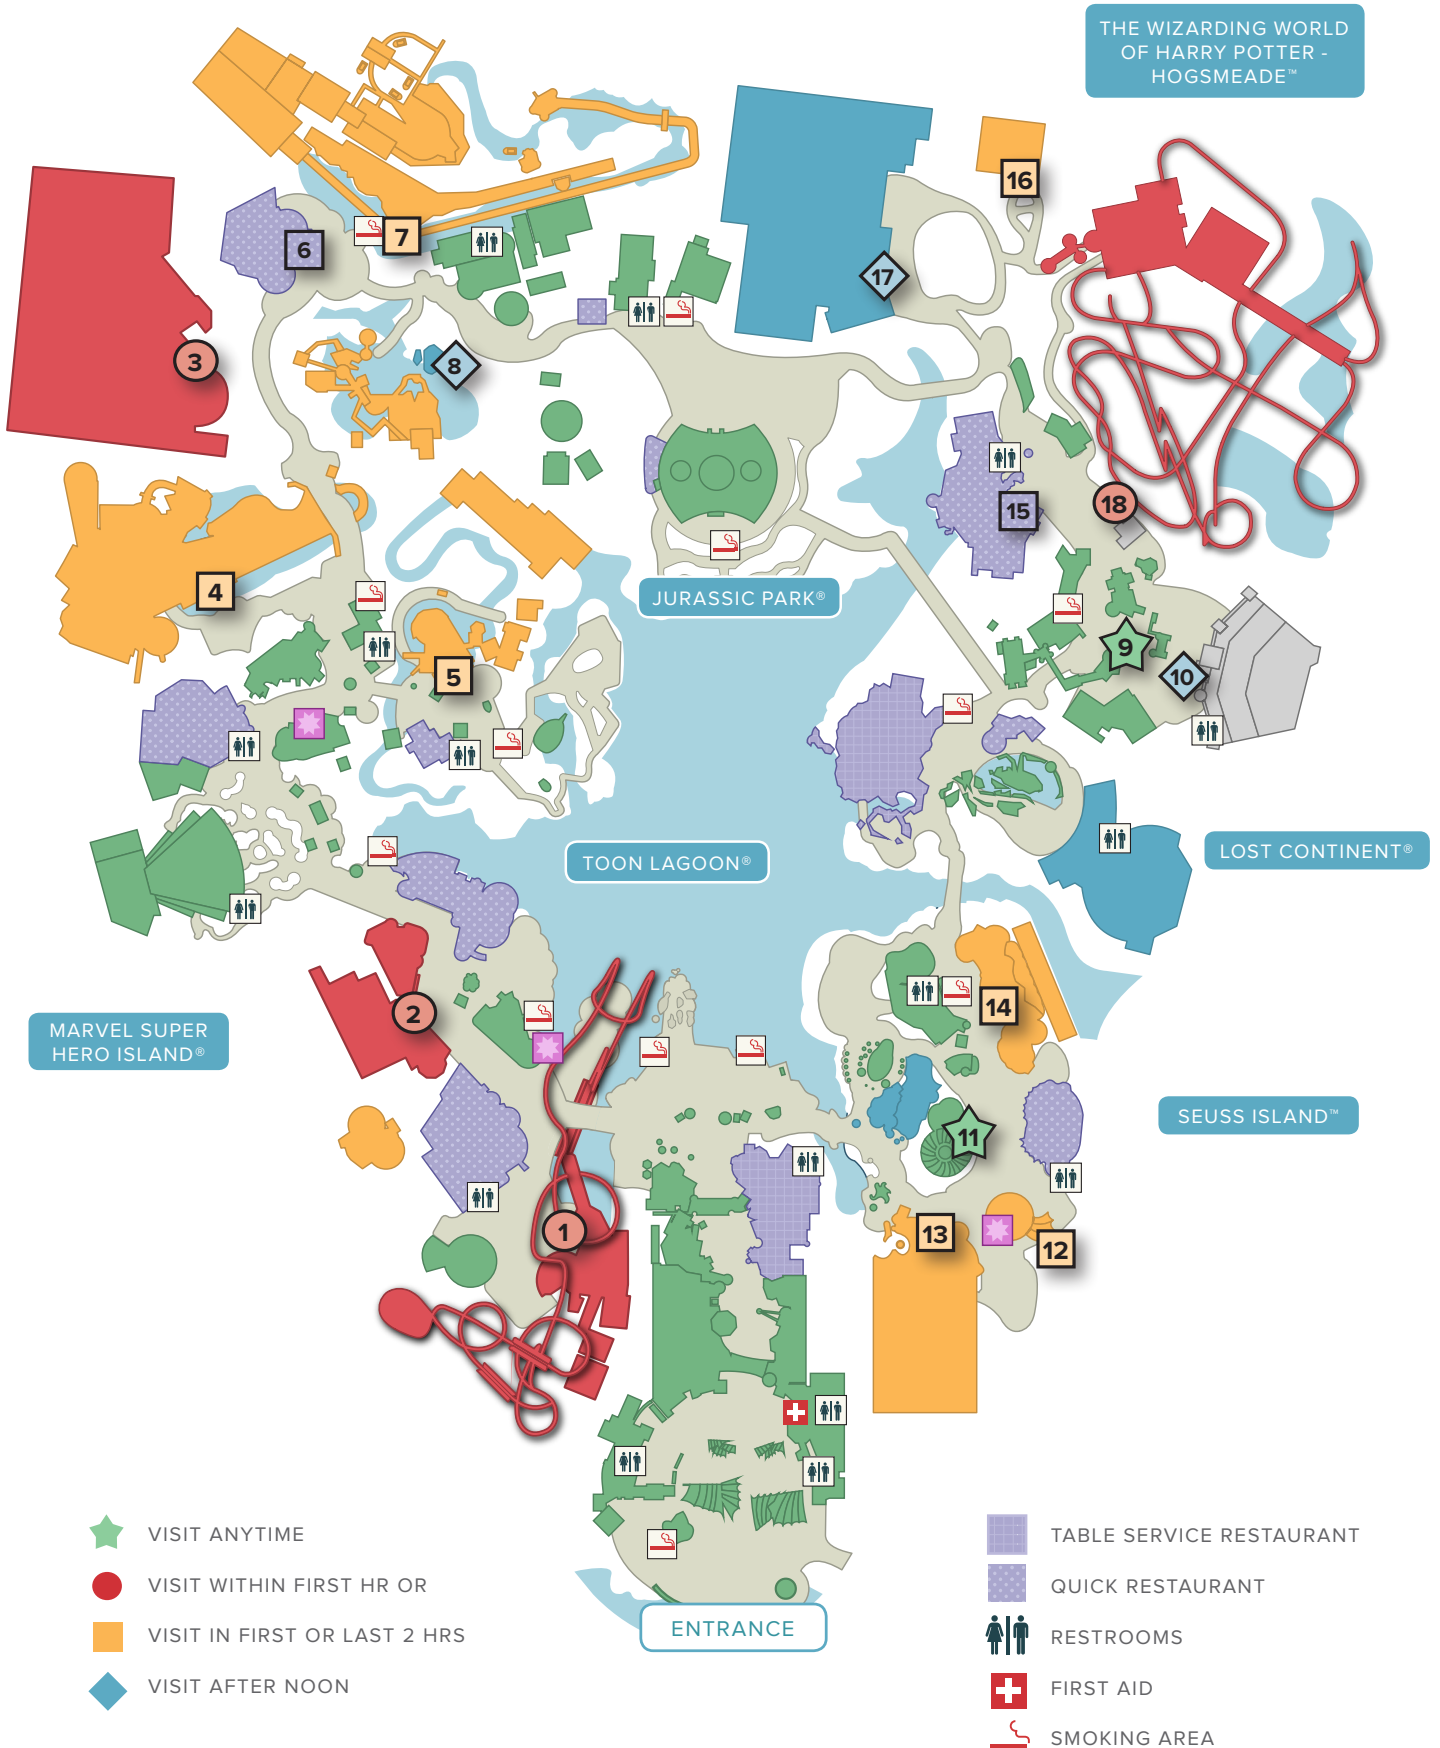 THE WIZARDING WORLD
OF HARRY POTTER -
HOGSMEADE™
16
7
6
17
3
8
15
18
4
JURASSIC PARK®
9
5
10
TOON LAGOON®
LOST CONTINENT®
14
2
MARVEL SUPER
HERO ISLAND®
SEUSS ISLAND™
11
1
13
12
VISIT ANYTIME
VISIT WITHIN FIRST HR OR
VISIT IN FIRST OR LAST 2 HRS
VISIT AFTER NOON
ENTRANCE
TABLE SERVICE RESTAURANT
QUICK RESTAURANT
RESTROOMS
FIRST AID
SMOKING AREA